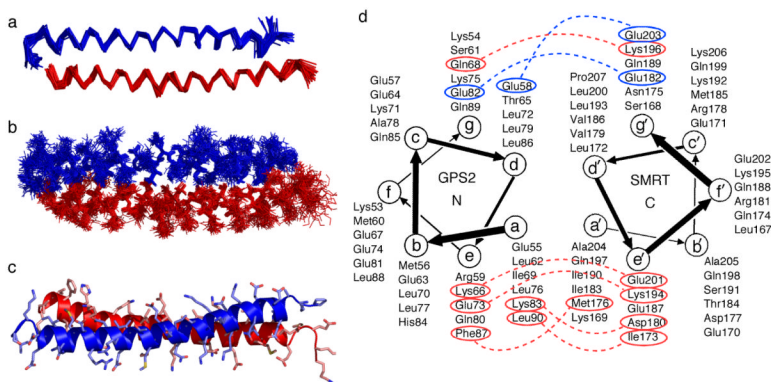 a
b
c
d
Lys54
Ser61
Gln68
Lys75
Glu82
Gln89
Glu58
Thr65
Leu72
Leu79
Leu86
Glu57
Glu64
Lys71
Ala78
Gln85
Lys53
Met60
Glu67
Glu74
Glu81
Leu88
Met56
Glu63
Leu70
Leu77
His84
Arg59
Lys66
Glu73
Gln80
Phe87
Glu55
Leu62
Ile69
Leu76
Lys83
Leu90
g
c
d
f
b
e
a
GPS2
N
Glu203
Lys196
Gln189
Glu182
Asn175
Ser168
Pro207
Leu200
Leu193
Val186
Val179
Leu172
Lys206
Gln199
Lys192
Met185
Arg178
Glu171
Glu202
Lys195
Gln188
Arg181
Gln174
Leu167
Ala204
Gln197
Ile190
Ile183
Met176
Lys169
Glu201
Lys194
Glu187
Asp180
Ile173
Ala205
Gln198
Ser191
Thr184
Asp177
Glu170
g'
c'
d'
f'
a'
b'
e'
SMRT
C